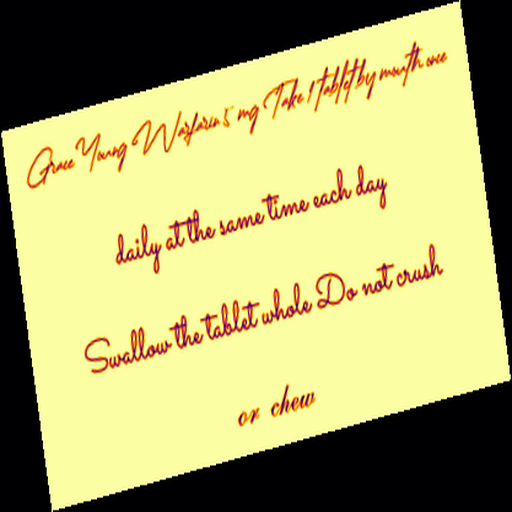 Grace Young Warfarin 5 mg Take 1 tablet by mouth once
daily at the same time each day
Swallow the tablet whole Do not crush
or chew